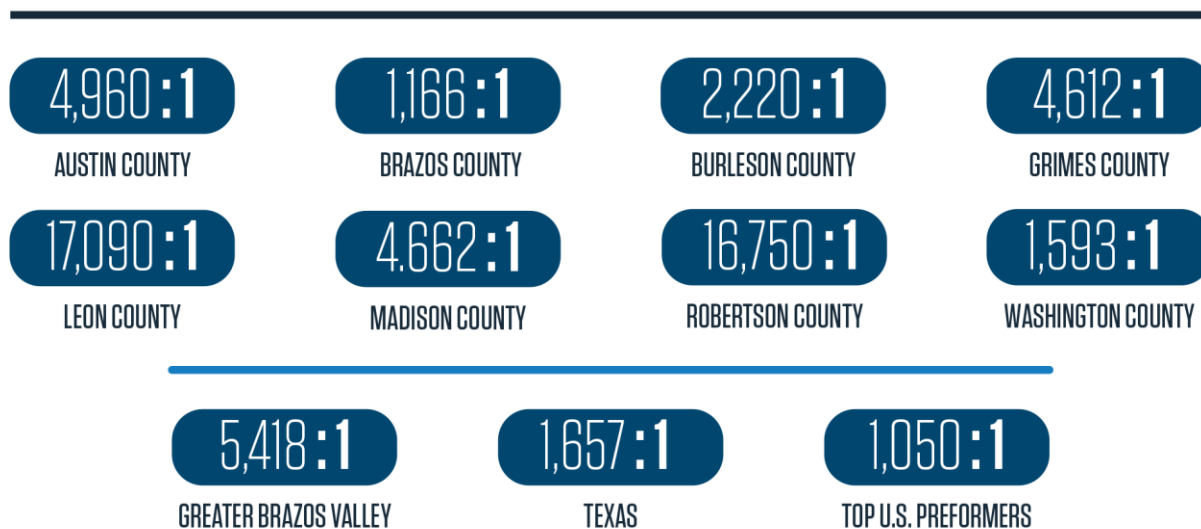 4,960:1 1,166:1 2,220:1 4,612:1
AUSTIN COUNTY BRAZOS COUNTY BURLESON COUNTY GRIMES COUNTY
17,090:1 4.662:1 16,750:1 1,593:1
LEON COUNTY MADISON COUNTY ROBERTSON COUNTY WASHINGTON COUNTY
5,418:1 1,657:1 1,050:1
GREATER BRAZOS VALLEY TEXAS TOP U.S. PREFORMERS